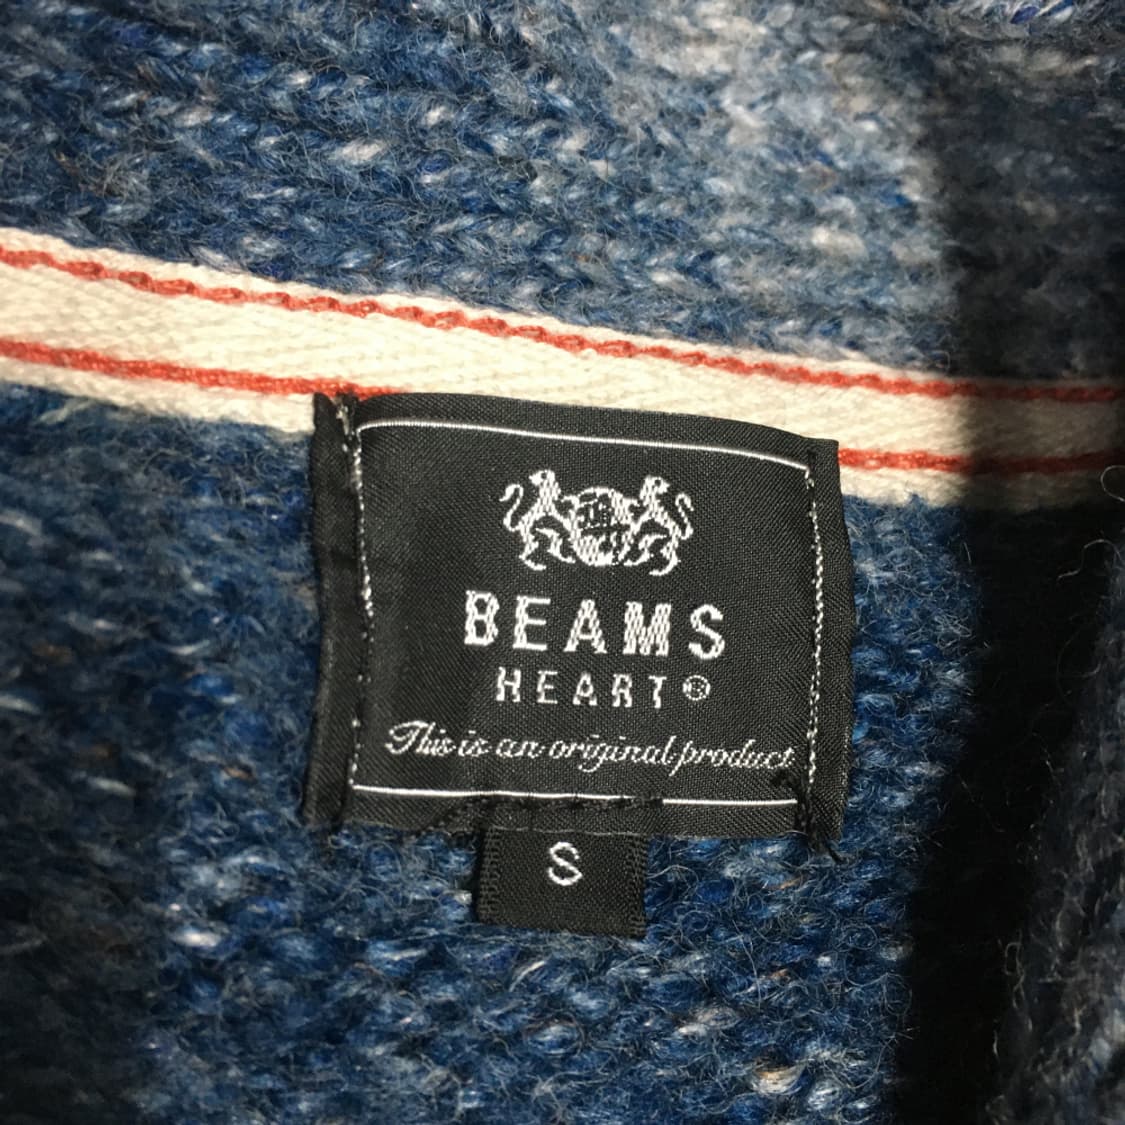 BEAMS
HEART®
This is an original product
S